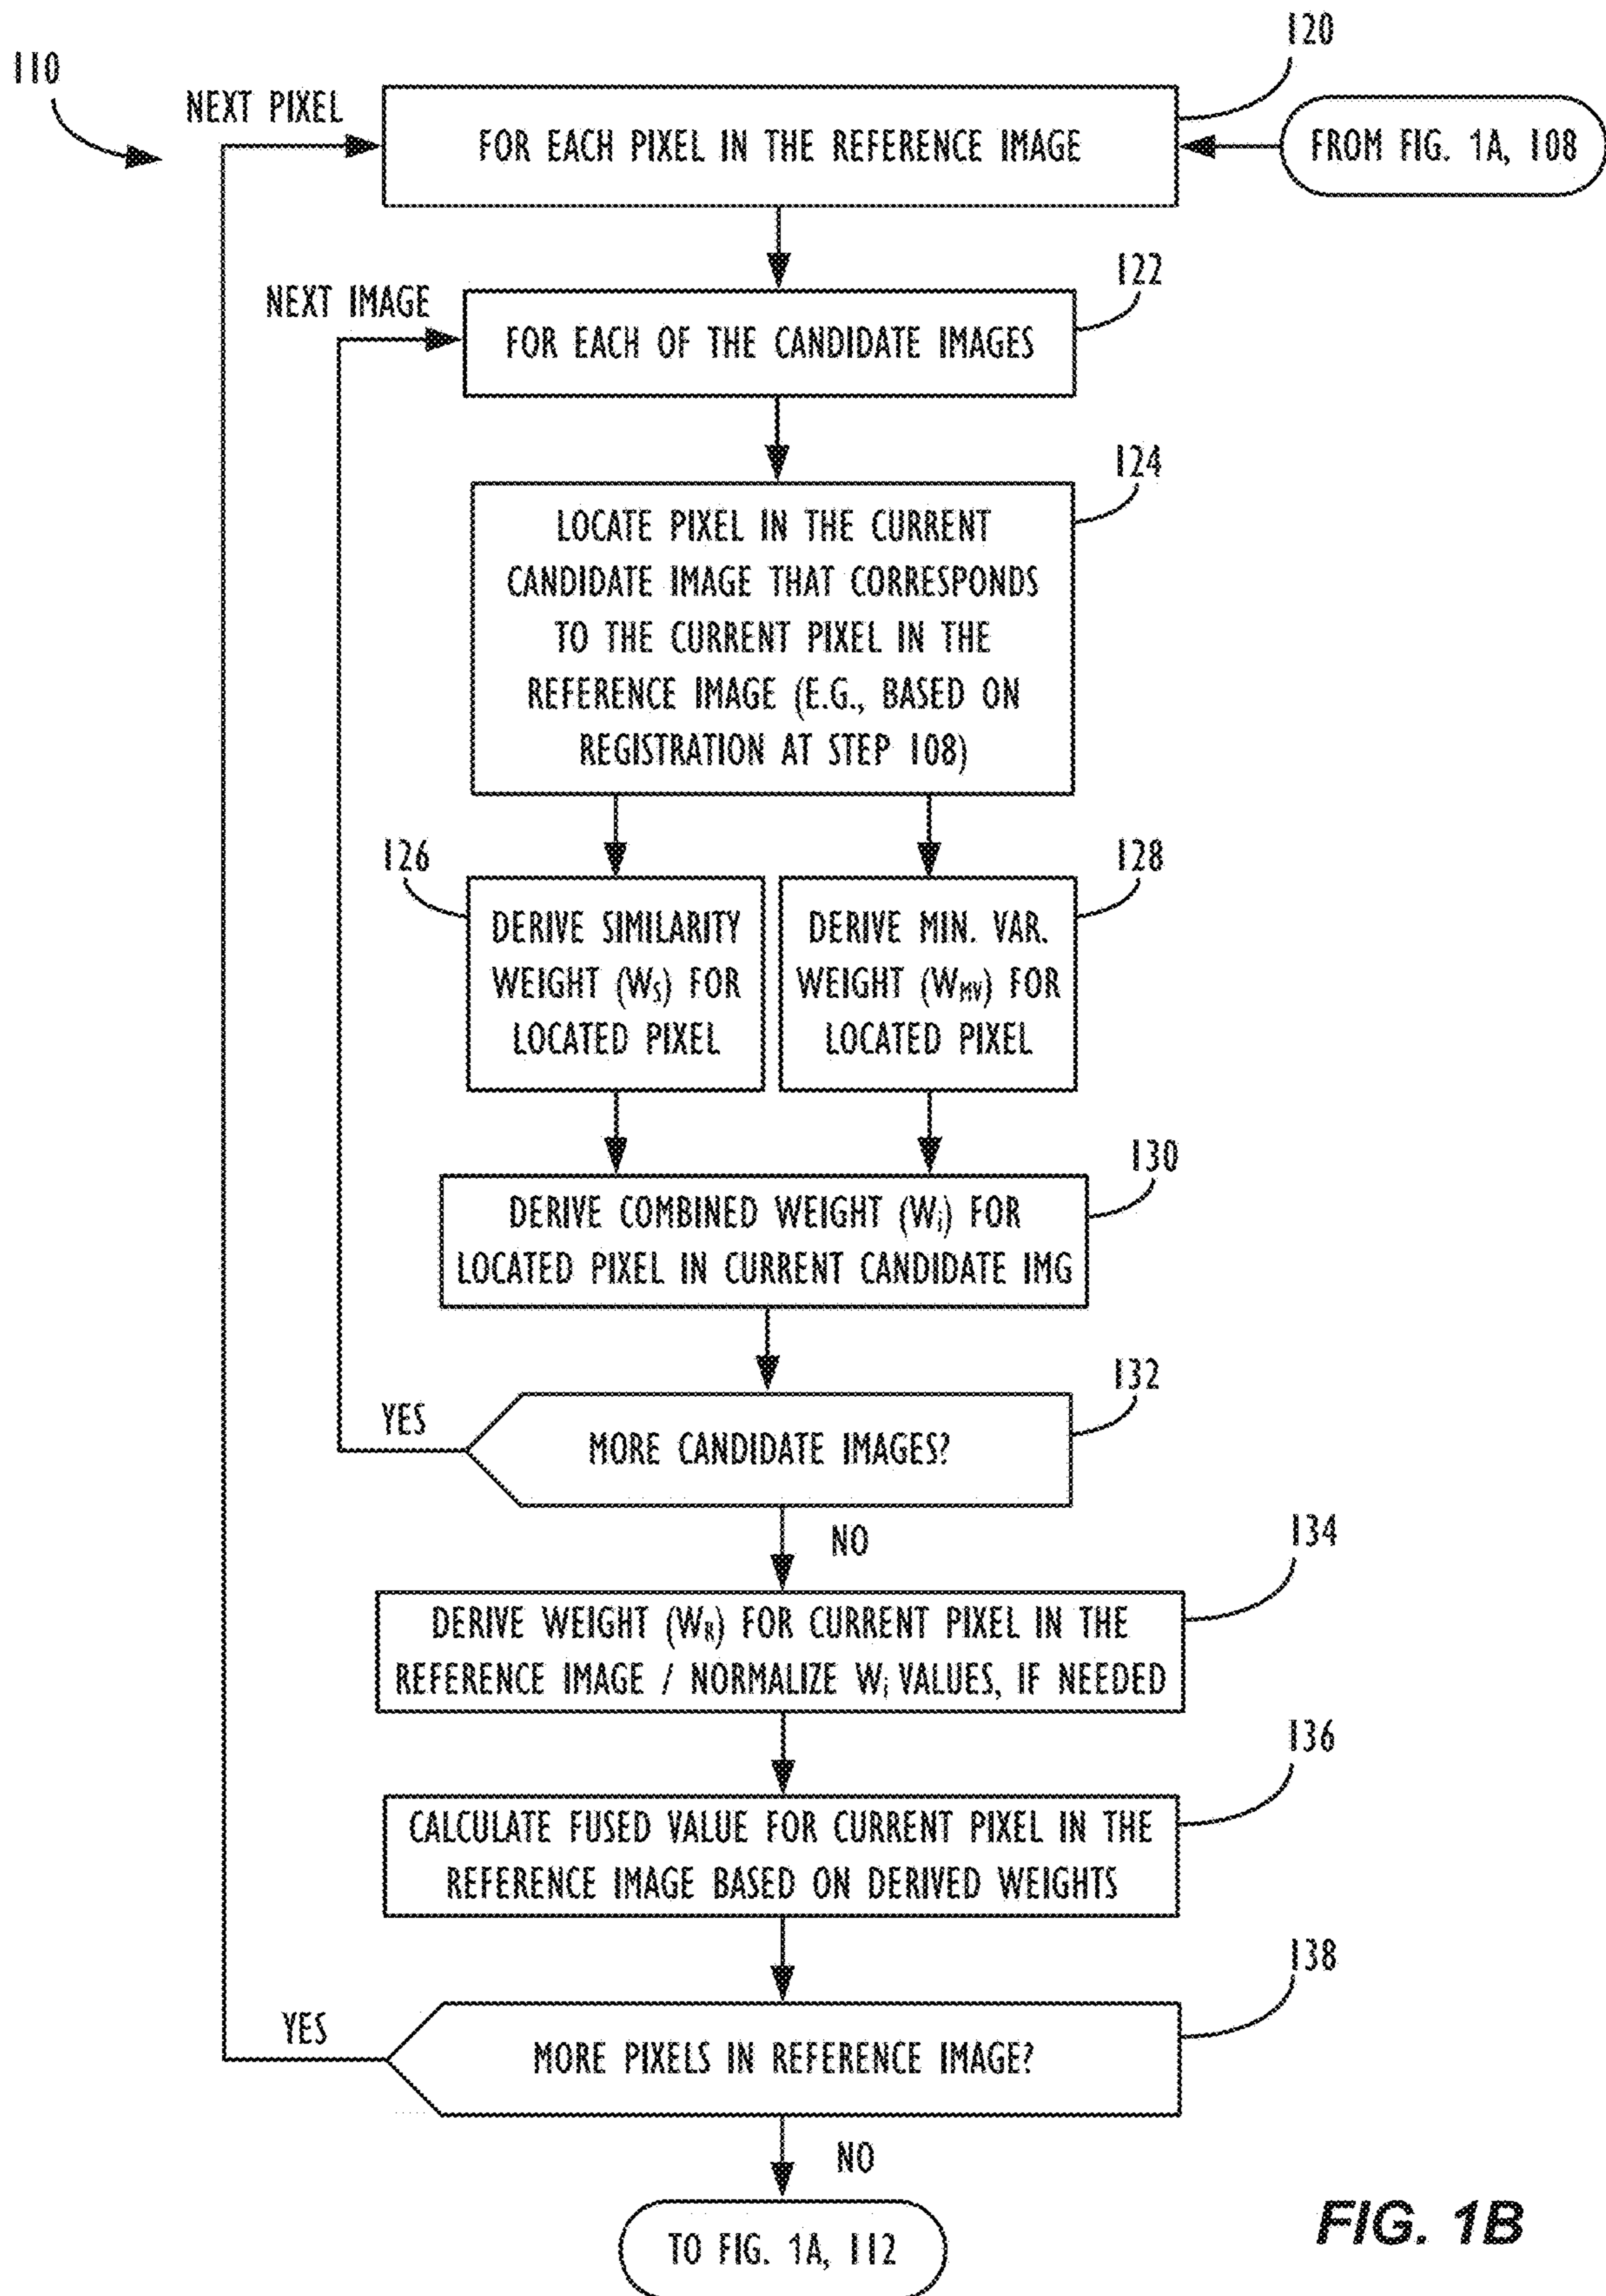 120
110
NEXT PIXEL
FOR EACH PIXEL IN THE REFERENCE IMAGE
FROM FIG. 1A, 108
122
NEXT IMAGE
FOR EACH OF THE CANDIDATE IMAGES
124
LOCATE PIXEL IN THE CURRENT
CANDIDATE IMAGE THAT CORRESPONDS
TO THE CURRENT PIXEL IN THE
REFERENCE IMAGE (E.G., BASED ON
REGISTRATION AT STEP 108)
126
DERIVE SIMILARITY
WEIGHT (WS) FOR
LOCATED PIXEL
128
DERIVE MIN. VAR.
WEIGHT (WMV) FOR
LOCATED PIXEL
130
DERIVE COMBINED WEIGHT (Wi) FOR
LOCATED PIXEL IN CURRENT CANDIDATE IMG
132
YES
MORE CANDIDATE IMAGES?
NO
134
DERIVE WEIGHT (WR) FOR CURRENT PIXEL IN THE
REFERENCE IMAGE / NORMALIZE Wi VALUES, IF NEEDED
136
CALCULATE FUSED VALUE FOR CURRENT PIXEL IN THE
REFERENCE IMAGE BASED ON DERIVED WEIGHTS
138
YES
MORE PIXELS IN REFERENCE IMAGE?
NO
TO FIG. 1A, 112
FIG. 1B